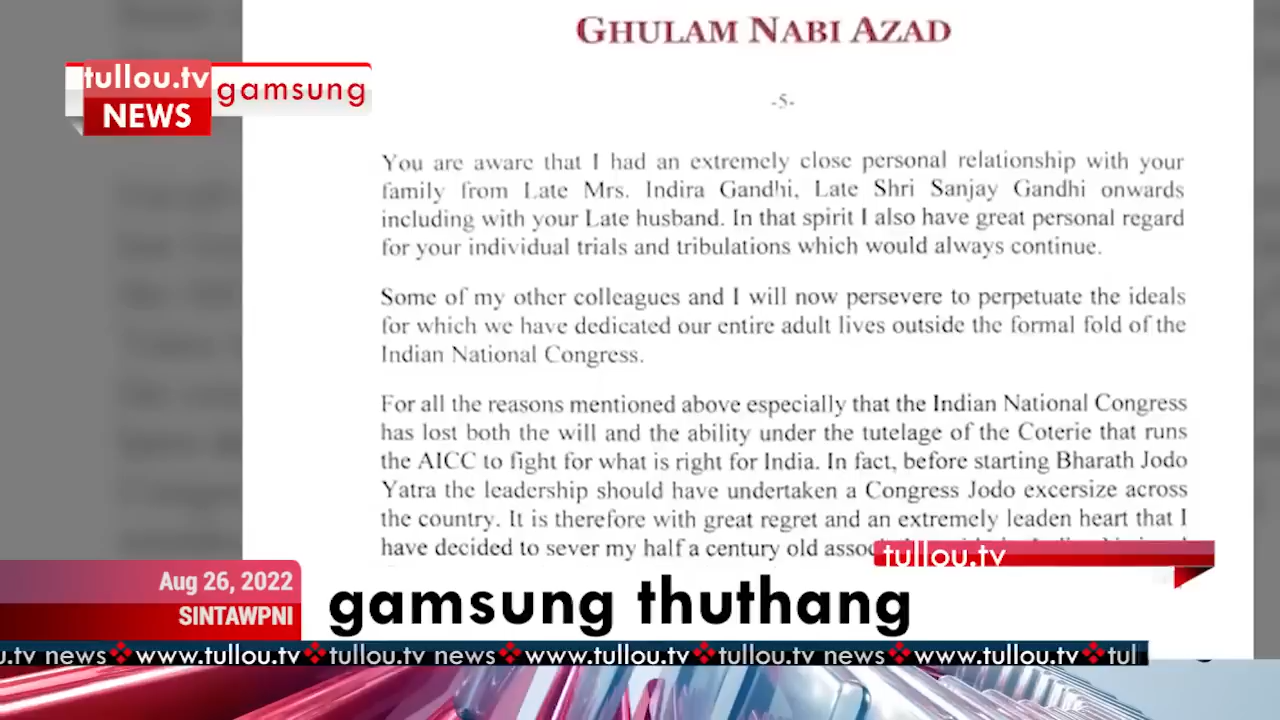 GHULAM NABI AZAD
tullou.tv
NEWS
gamsung
-5-
You are aware that I had an extremely close personal relationship with your
family from Late Mrs. Indira Gandhi, Late Shri Sanjay Gandhi onwards
including with your Late husband. In that spirit I also have great personal regard
for your individual trials and tribulations which would always continue.
Some of my other colleagues and I will now persevere to perpetuate the ideals
for which we have dedicated our entire adult lives outside the formal fold of the
Indian National Congress.
For all the reasons mentioned above especially that the Indian National Congress
has lost both the will and the ability under the tutelage of the Coterie that runs
the AICC to fight for what is right for India. In fact, before starting Bharath Jodo
Yatra the leadership should have undertaken a Congress Jodo excersize across
the country. It is therefore with great regret and an extremely leaden heart that I
have decided to sever my half a century old
tullou.tv
Aug 26, 2022
SINTAWPNI
gamsung thuthang
u.tv news www.tullou.tv tullou.tv news www.tullou.tv tullou.tv news www.tullou.tv tul